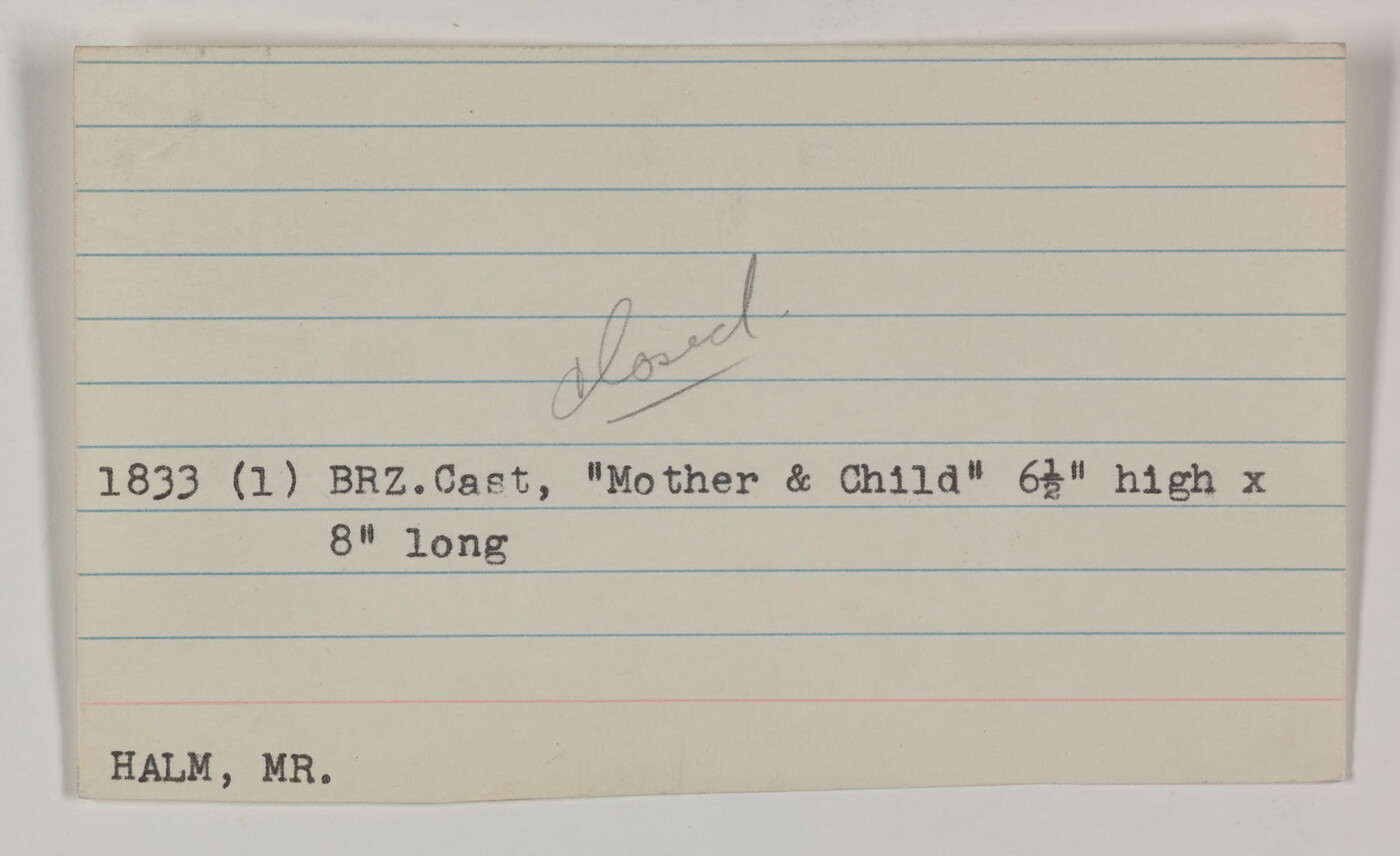 closed
1833 (1) BRZ.Cast, "Mother & Child" 6½" high x
8" long
HALM, MR.